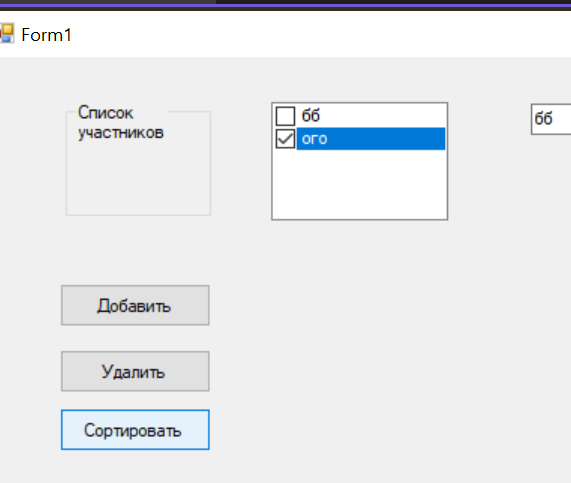 Form1
Список
участников
бб
ого
бб
Добавить
Удалить
Сортировать